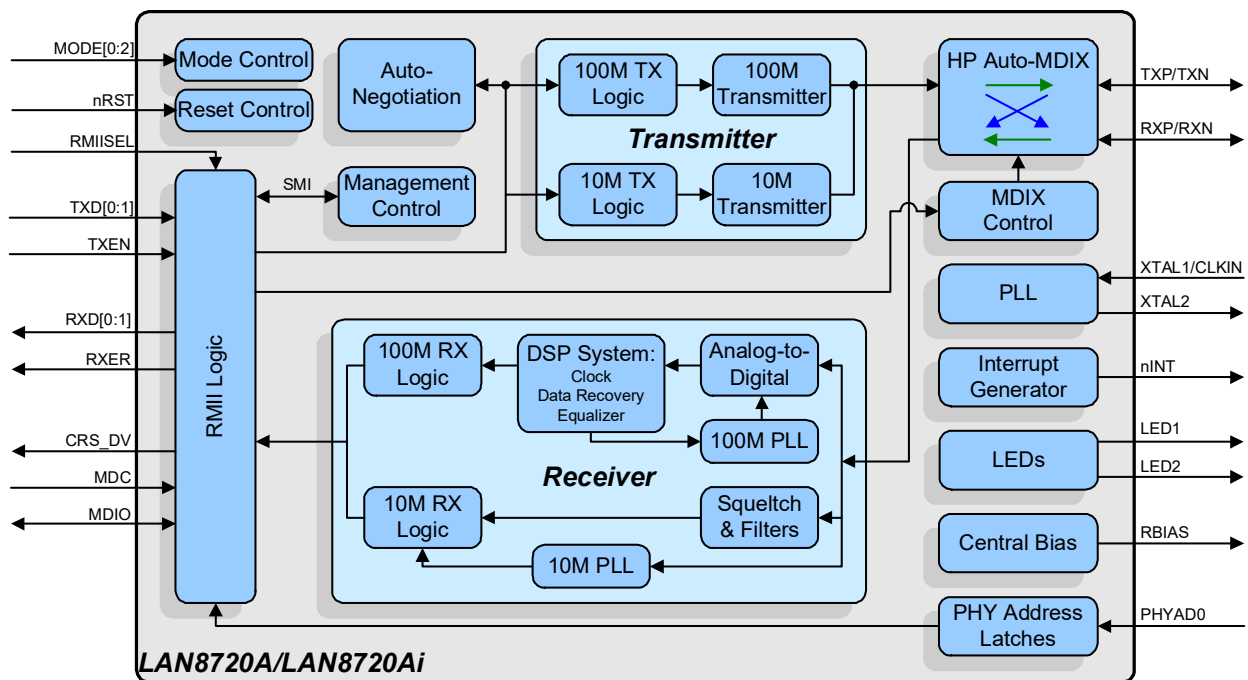 MODE[0:2]
nRST
RMIISEL
TXD[0:1]
TXEN
RXD[0:1]
RXER
CRS_DV
MDC
MDIO
Mode Control
Reset Control
RMII Logic
SMI
Auto-
Negotiation
Management
Control
100M TX
Logic
100M
Transmitter
Transmitter
10M TX
Logic
10M
Transmitter
100M RX
Logic
DSP System:
Clock
Data Recovery
Equalizer
Analog-to-
Digital
100M PLL
Receiver
10M RX
Logic
Squeltch
& Filters
10M PLL
HP Auto-MDIX
MDIX
Control
PLL
Interrupt
Generator
LEDs
Central Bias
PHY Address
Latches
TXP/TXN
RXP/RXN
XTAL1/CLKIN
XTAL2
nINT
LED1
LED2
RBIAS
PHYAD0
LAN8720A/LAN8720Ai